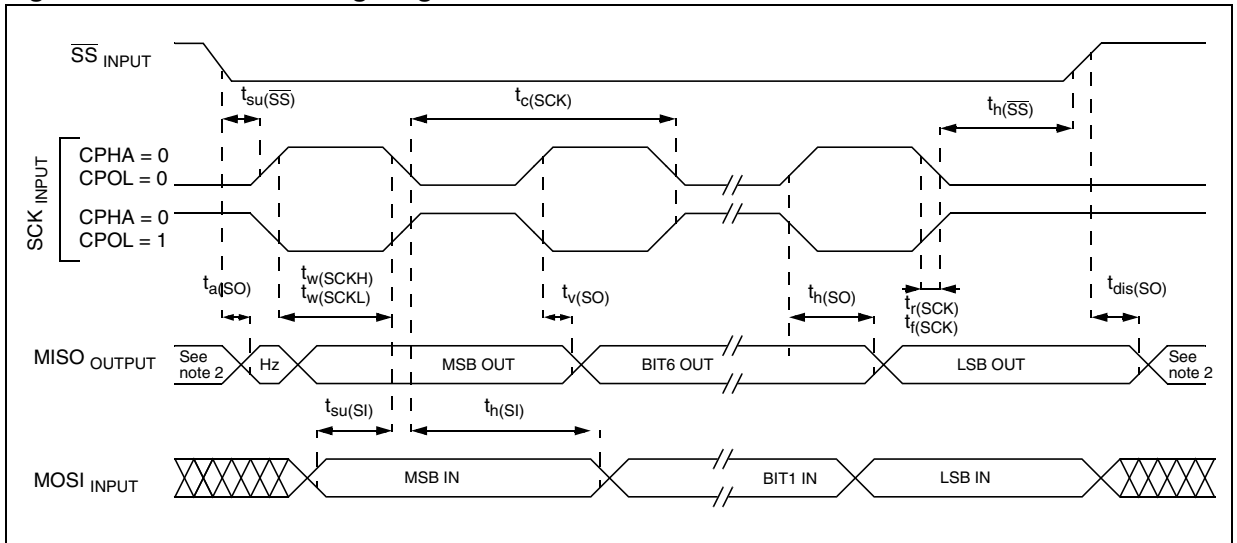 SS INPUT
tsu(SS)
tc(SCK)
th(SS)
SCK INPUT
CPHA = 0
CPOL = 0
CPHA = 0
CPOL = 1
ta(SO)
tw(SCKH)
tw(SCKL)
tv(SO)
th(SO)
tr(SCK)
tf(SCK)
tdis(SO)
MISO OUTPUT
See note 2
Hz
MSB OUT
BIT6 OUT
LSB OUT
See note 2
tsu(SI)
th(SI)
MOSI INPUT
MSB IN
BIT1 IN
LSB IN